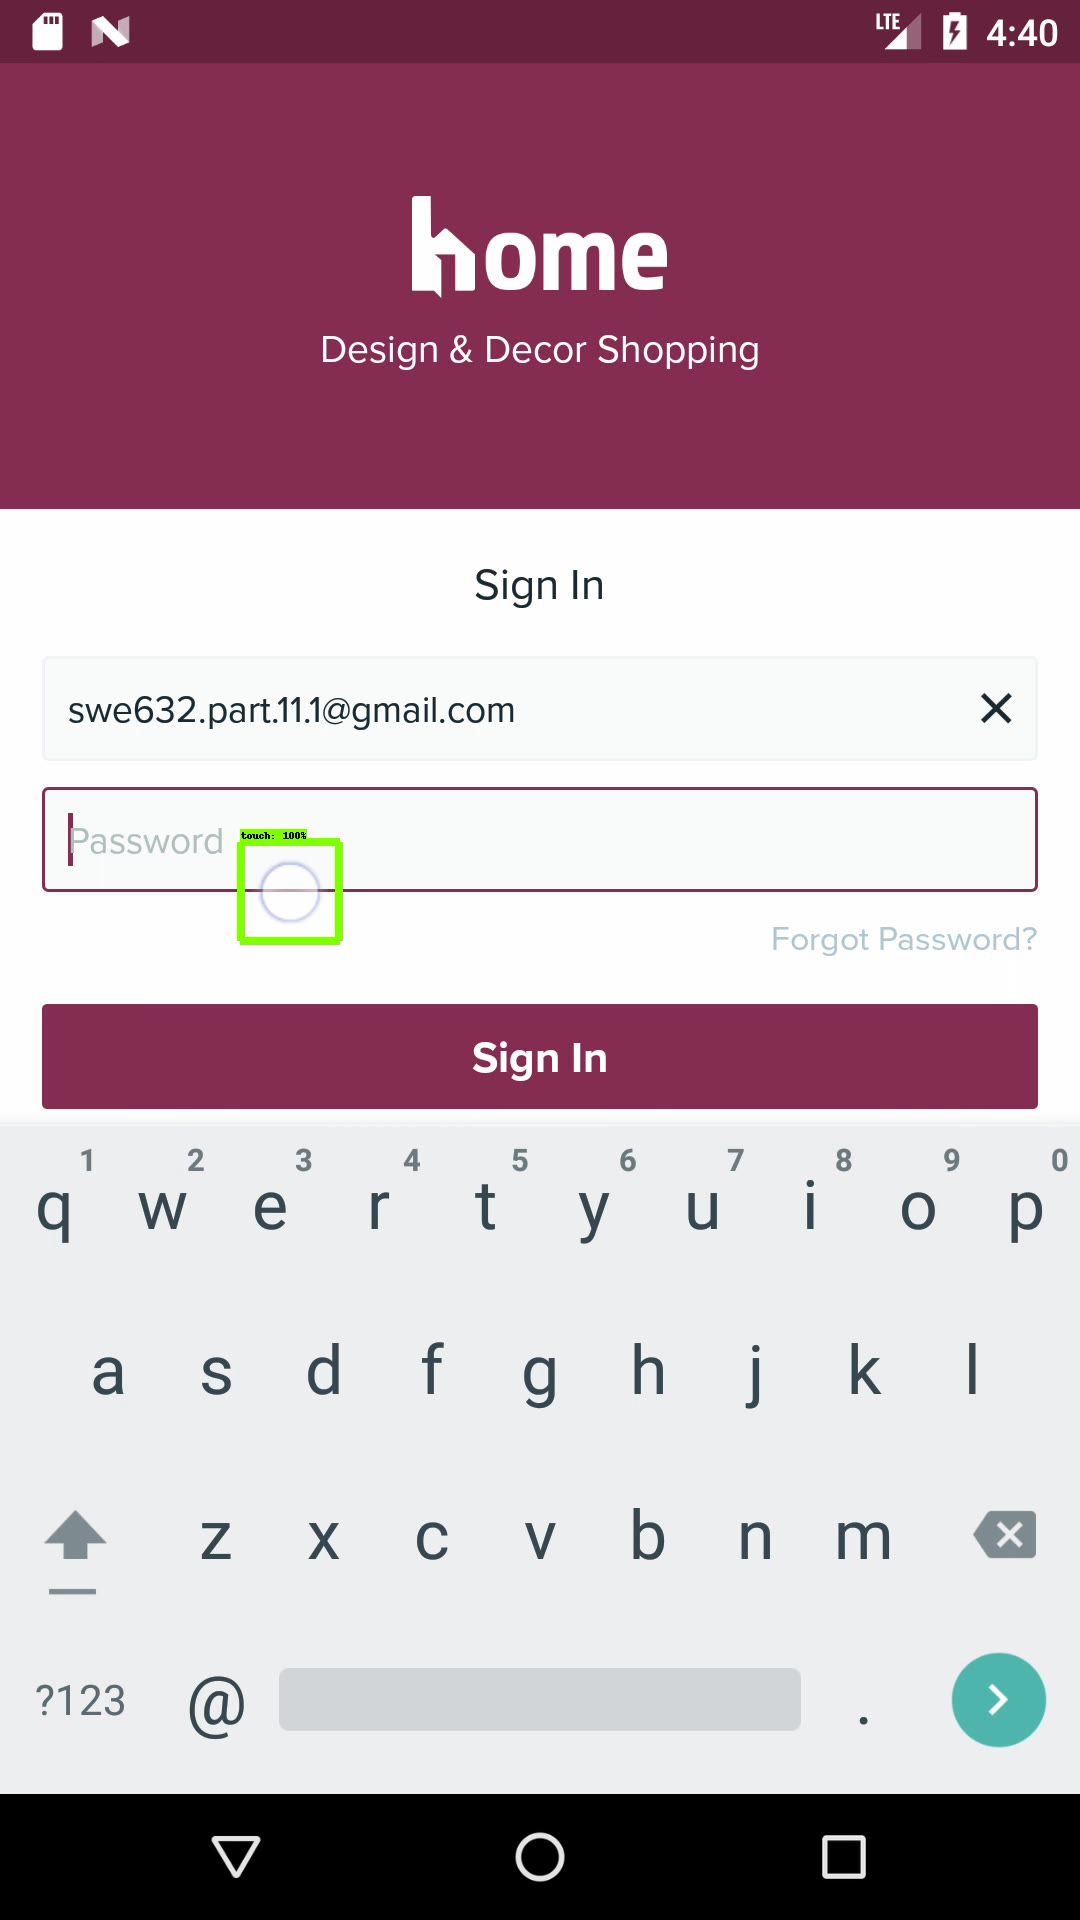 LTE 4:40
home
Design & Decor Shopping
Sign In
swe632.part.11.1@gmail.com
Password
touch: 100%
Forgot Password?
Sign In
1 2 3 4 5 6 7 8 9 0
q w e r t y u i o p
a s d f g h j k l
z x c v b n m
?123 @ .